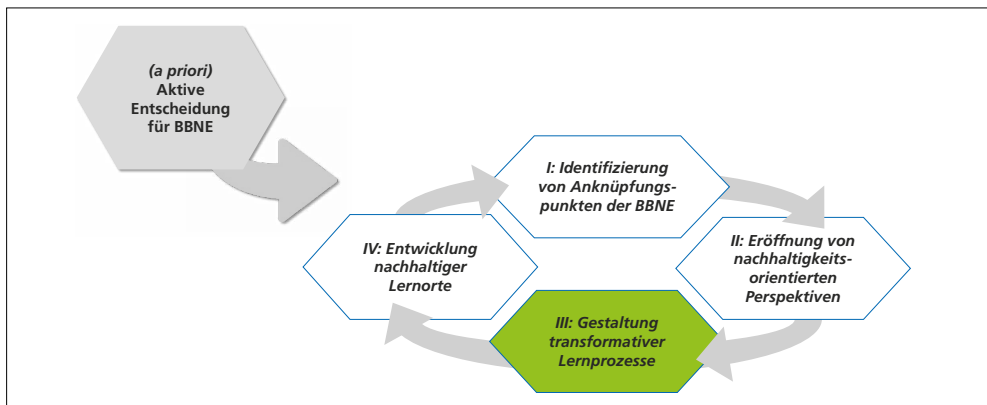 (a priori)
Aktive
Entscheidung
für BBNE
I: Identifizierung
von Anknüpfungs-
punkten der BBNE
II: Eröffnung von
nachhaltigkeits-
orientierten
Perspektiven
III: Gestaltung
transformativer
Lernprozesse
IV: Entwicklung
nachhaltiger
Lernorte